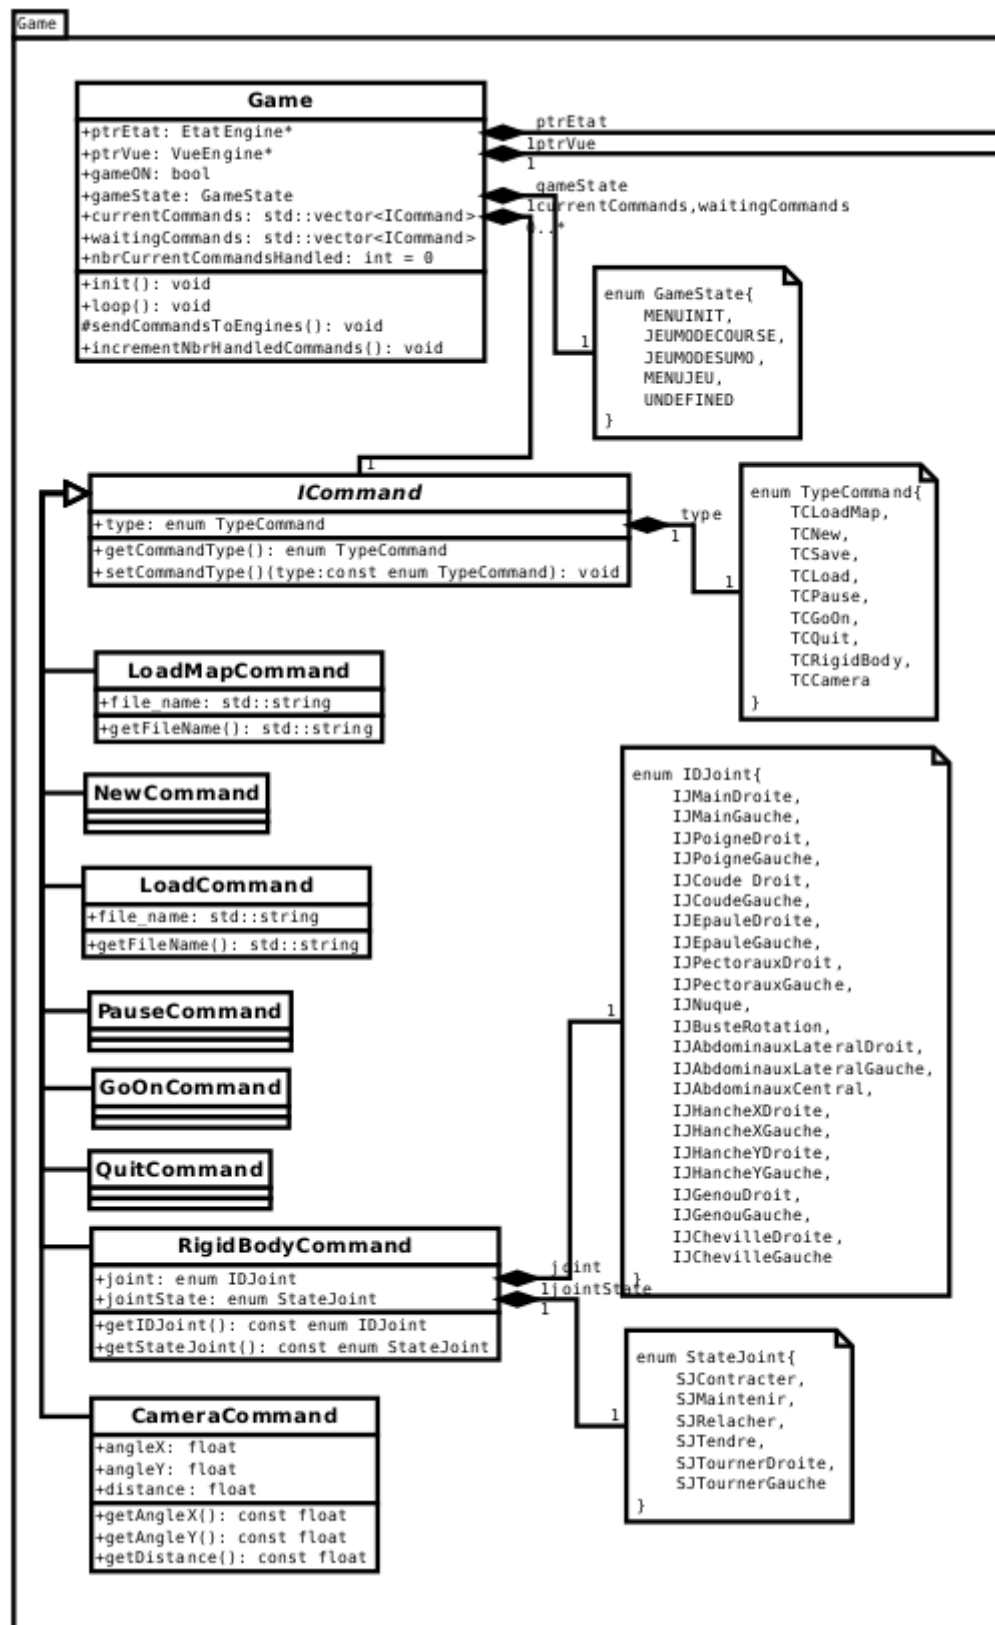 Game
Game
+ptrEtat: EtatEngine*
+ptrVue: VueEngine*
+gameON: bool
+gameState: GameState
+currentCommands: std::vector<ICommand>
+waitingCommands: std::vector<ICommand>
+nbrCurrentCommandsHandled: int = 0
+init(): void
+loop(): void
#sendCommandsToEngines(): void
+incrementNbrHandledCommands(): void
ptrEtat
1
ptrVue
1
gameState
1
currentCommands,waitingCommands
0..*
1
enum GameState{
MENUINIT,
JEUMODECOURSE,
JEUMODESUMO,
MENUJEU,
UNDEFINED
}
1
ICommand
+type: enum TypeCommand
+getCommandType(): enum TypeCommand
+setCommandType()(type:const enum TypeCommand): void
type
1
1
enum TypeCommand{
TCLoadMap,
TCNew,
TCSave,
TCLoad,
TCPause,
TCGoOn,
TCQuit,
TCRigidBody,
TCCamera
}
LoadMapCommand
+file_name: std::string
+getFileName(): std::string
NewCommand
LoadCommand
+file_name: std::string
+getFileName(): std::string
PauseCommand
GoOnCommand
QuitCommand
enum IDJoint{
IJMainDroite,
IJMainGauche,
IJPoigneDroit,
IJPoigneGauche,
IJCoude Droit,
IJCoudeGauche,
IJEpauleDroite,
IJEpauleGauche,
IJPectorauxDroit,
IJPectorauxGauche,
IJNuque,
IJBusteRotation,
IJAbdominauxLateralDroit,
IJAbdominauxLateralGauche,
IJAbdominauxCentral,
IJHancheXDroite,
IJHancheXGauche,
IJHancheYDroite,
IJHancheYGauche,
IJGenouDroit,
IJGenouGauche,
IJChevilleDroite,
IJChevilleGauche
}
1
RigidBodyCommand
+joint: enum IDJoint
+jointState: enum StateJoint
+getIDJoint(): const enum IDJoint
+getStateJoint(): const enum StateJoint
joint
1
jointState
1
1
enum StateJoint{
SJContracter,
SJMaintenir,
SJRelacher,
SJTendre,
SJTournerDroite,
SJTournerGauche
}
CameraCommand
+angleX: float
+angleY: float
+distance: float
+getAngleX(): const float
+getAngleY(): const float
+getDistance(): const float